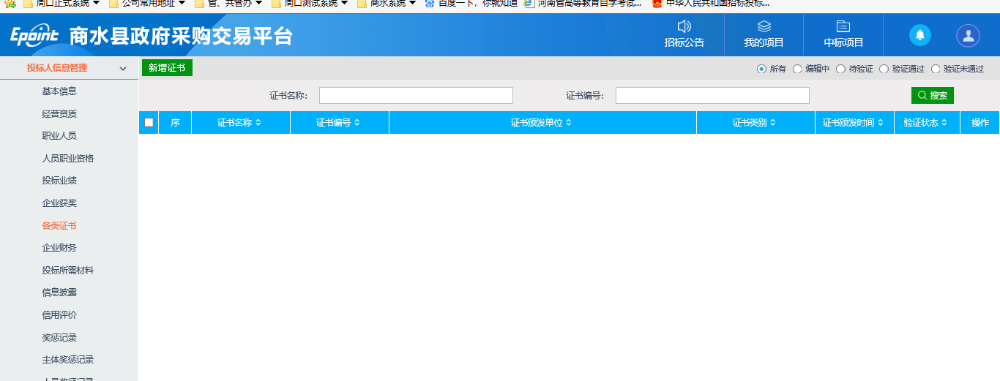 周口正式系统 公司常用地址 省、共管办 周口测试系统 商水系统 百度一下，你就知道 河南省高等教育自学考试... 中华人民共和国招标投标...
Epoint 商水县政府采购交易平台
招标公告 我的项目 中标项目
投标人信息管理
新增证书
所有 编辑中 待验证 验证通过 验证未通过
证书名称： 证书编号： 搜索
序 证书名称 证书编号 证书颁发单位 证书类别 证书颁发时间 验证状态 操作
基本信息
经营资质
职业人员
人员职业资格
投标业绩
企业获奖
各类证书
企业财务
投标所需材料
信息披露
信用评价
奖惩记录
主体奖惩记录
人员奖惩记录